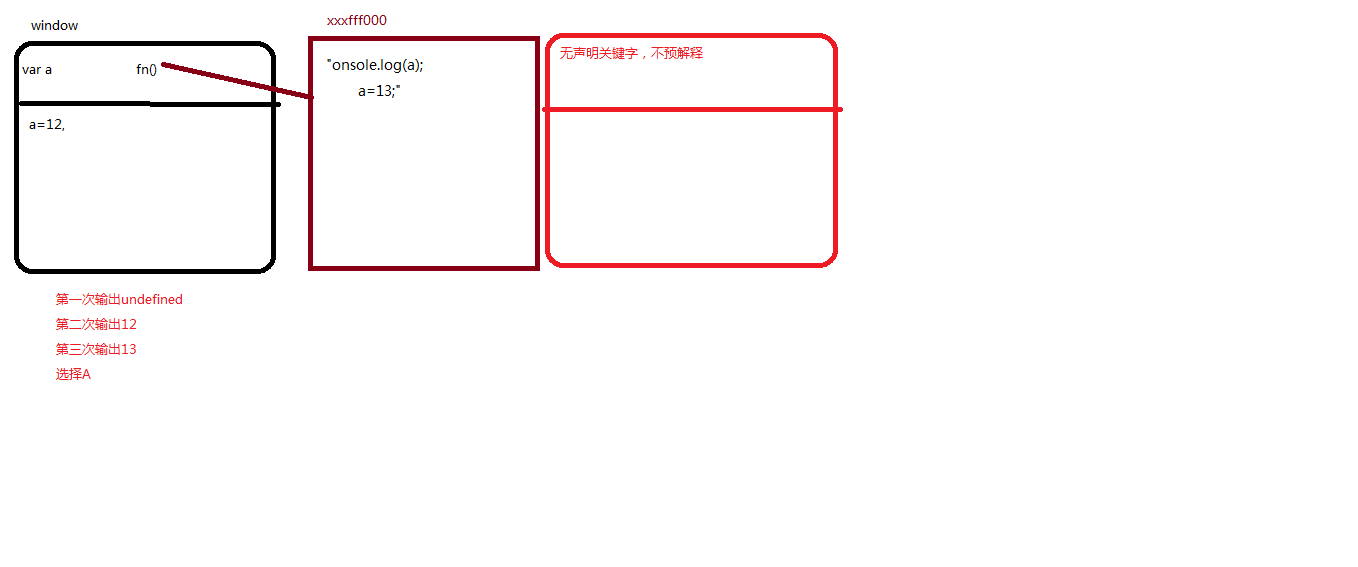 window
var a
fn()
a=12,
xxxfff000
"onsole.log(a);
a=13;"
无声明关键字，不预解释
第一次输出undefined
第二次输出12
第三次输出13
选择A